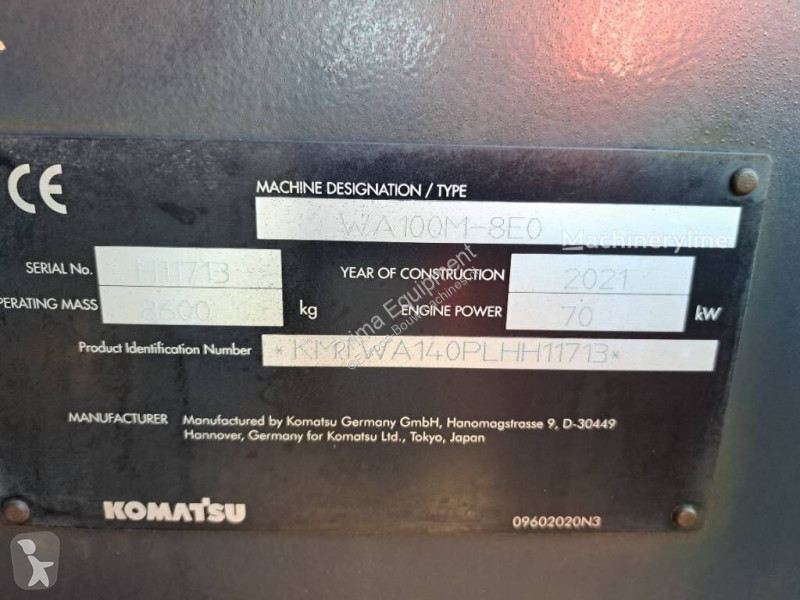 CE
MACHINE DESIGNATION / TYPE
WA100M-8E0
Machineryline
SERIAL No. H11713 YEAR OF CONSTRUCTION 2021
OPERATING MASS 8600 kg ENGINE POWER 70 kW
Prima Equipment
Product Identification Number *KMTWA140PLHH11713*
MANUFACTURER Manufactured by Komatsu Germany GmbH, Hanomagstrasse 9, D-30449
Hannover, Germany for Komatsu Ltd., Tokyo, Japan
KOMATSU
09602020N3